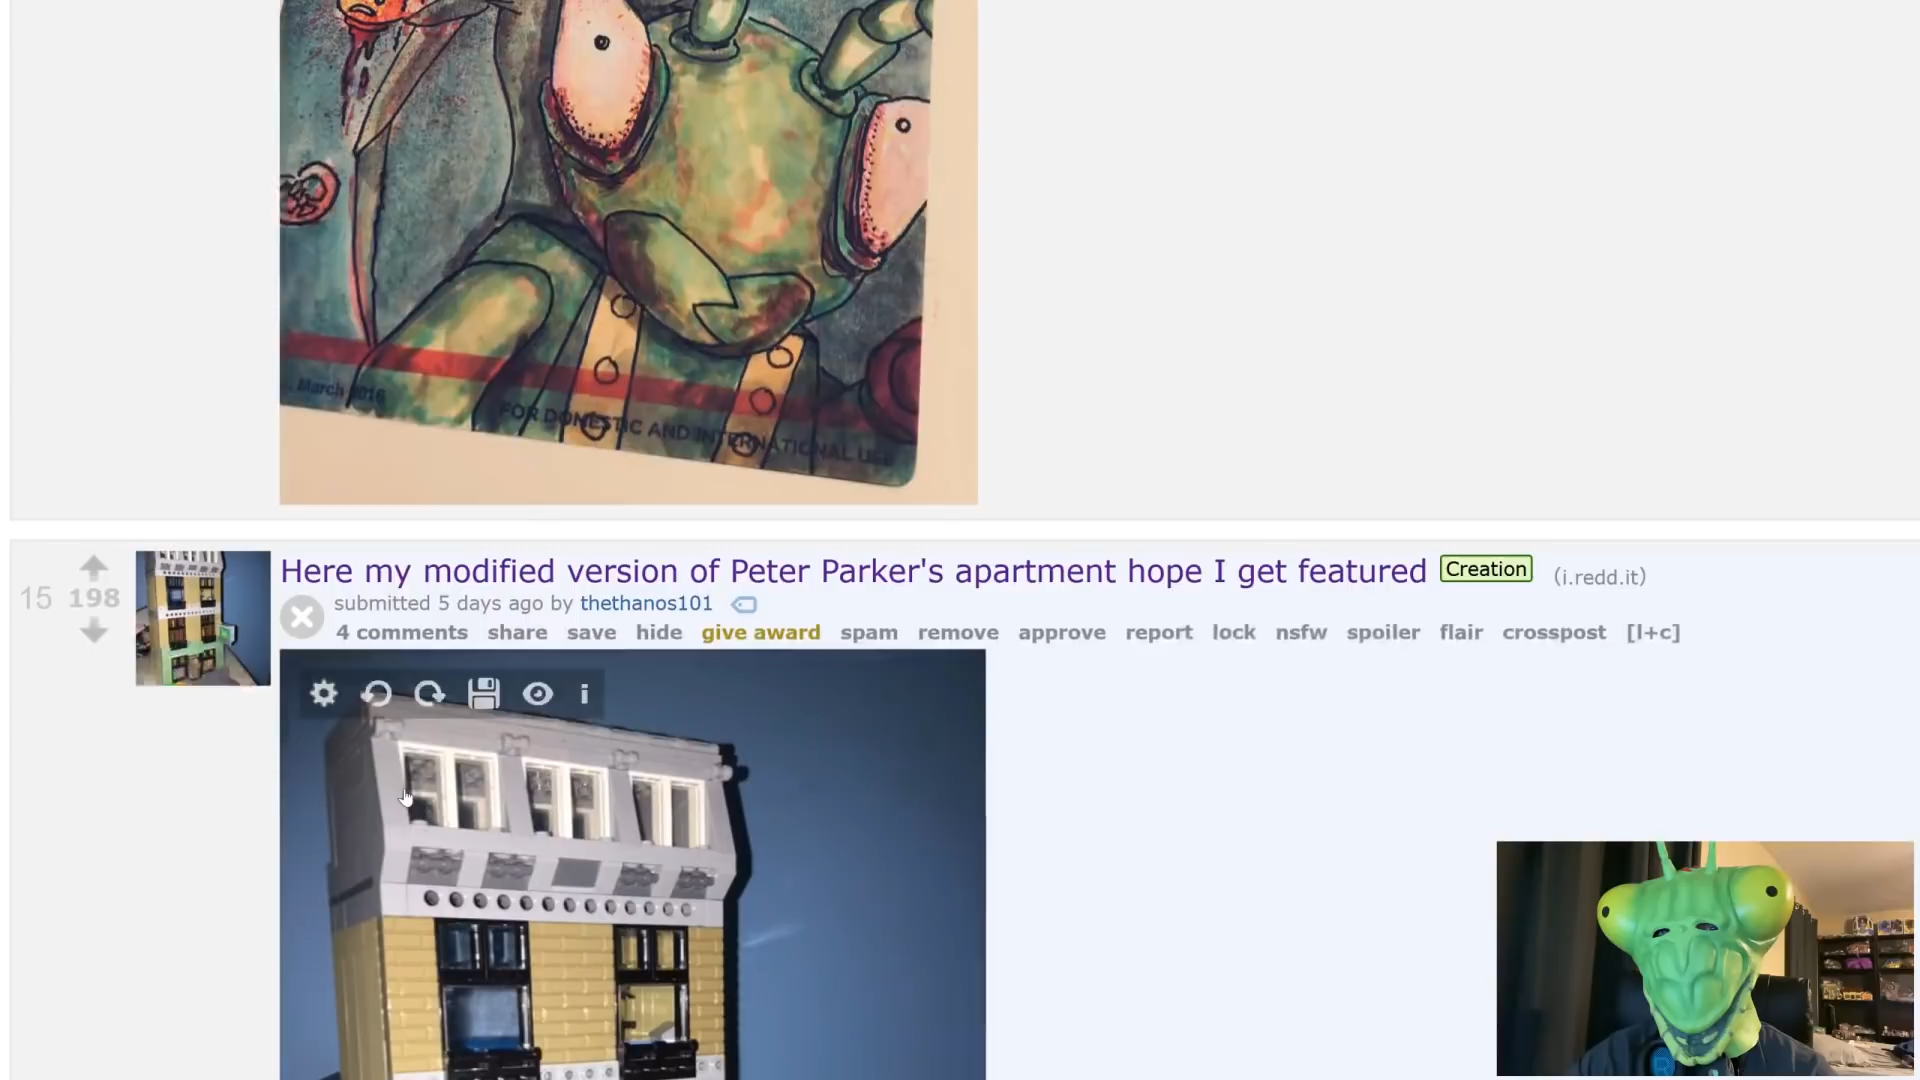 March 2016
FOR DOMESTIC AND INTERNATIONAL USE
15
198
Here my modified version of Peter Parker's apartment hope I get featured Creation (i.redd.it)
submitted 5 days ago by thethanos101
4 comments share save hide give award spam remove approve report lock nsfw spoiler flair crosspost [l+c]